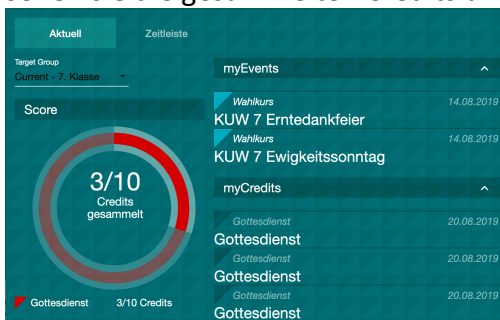 Aktuell
Zeitleiste
Target Group
Current - 7. Klasse
Score
3/10
Credits
gesammelt
Gottesdienst 3/10 Credits
myEvents
Wahlkurs 14.08.2019
KUW 7 Erntedankfeier
Wahlkurs 14.08.2019
KUW 7 Ewigkeitssonntag
myCredits
Gottesdienst 20.08.2019
Gottesdienst
Gottesdienst 20.08.2019
Gottesdienst
Gottesdienst 20.08.2019
Gottesdienst